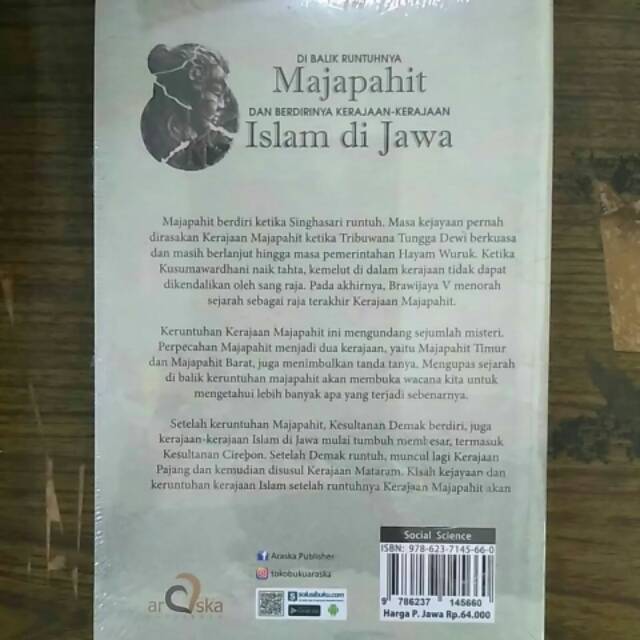 DI BALIK RUNTUHNYA
Majapahit
DAN BERDIRINYA KERAJAAN-KERAJAAN
Islam di Jawa
Majapahit berdiri ketika Singhasari runtuh. Masa kejayaan pernah
dirasakan Kerajaan Majapahit ketika Tribuwana Tungga Dewi berkuasa
dan masih berlanjut hingga masa pemerintahan Hayam Wuruk. Ketika
Kusumawardhani naik tahta, kemelut di dalam kerajaan tidak dapat
dikendalikan oleh sang raja. Pada akhirnya, Brawijaya V menorah
sejarah sebagai raja terakhir Kerajaan Majapahit.
Keruntuhan Kerajaan Majapahit ini mengundang sejumlah misteri.
Perpecahan Majapahit menjadi dua kerajaan, yaitu Majapahit Timur
dan Majapahit Barat, juga menimbulkan tanda tanya. Mengupas sejarah
di balik keruntuhan majapahit akan membuka wacana kita untuk
mengetahui lebih banyak apa yang terjadi sebenarnya.
Setelah keruntuhan Majapahit, Kesultanan Demak berdiri, juga
kerajaan-kerajaan Islam di Jawa mulai tumbuh membesar, termasuk
Kesultanan Cirebon. Setelah Demak runtuh, muncul lagi Kerajaan
Pajang dan kemudian disusul Kerajaan Mataram. KIsah kejayaan dan
keruntuhan kerajaan Islam setelah runtuhnya Kerajaan Majapahit akan
araska
Araska Publisher
tokobukuaraska
solusibuku.com
Social Science
ISBN: 978-623-7145-66-0
9 786237 145660
Harga P. Jawa Rp.64.000